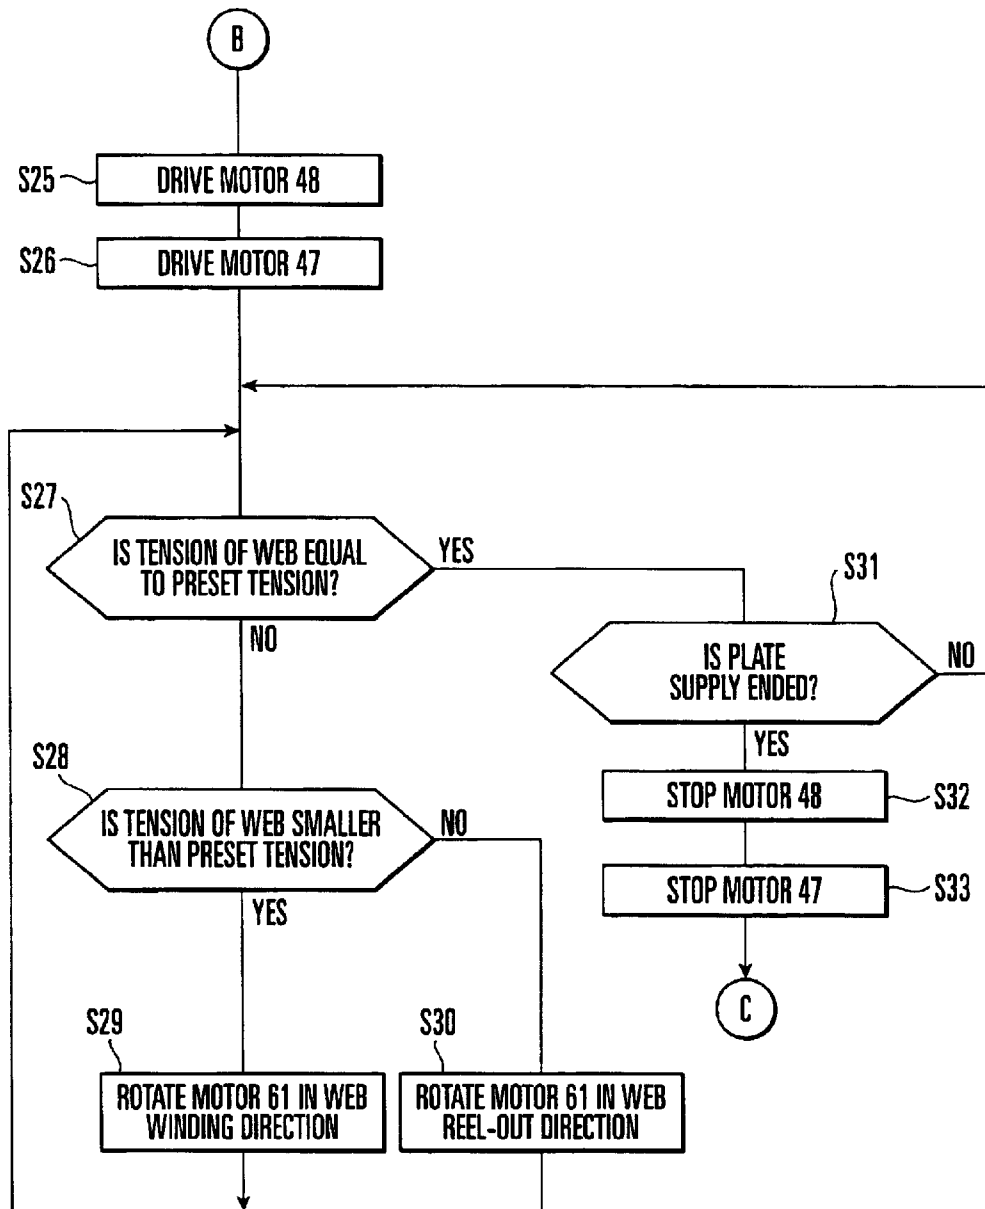 B
S25
DRIVE MOTOR 48
S26
DRIVE MOTOR 47
S27
IS TENSION OF WEB EQUAL
TO PRESET TENSION?
YES
NO
S31
IS PLATE
SUPPLY ENDED?
NO
YES
S28
IS TENSION OF WEB SMALLER
THAN PRESET TENSION?
NO
YES
STOP MOTOR 48
S32
STOP MOTOR 47
S33
C
S29
ROTATE MOTOR 61 IN WEB
WINDING DIRECTION
S30
ROTATE MOTOR 61 IN WEB
REEL-OUT DIRECTION